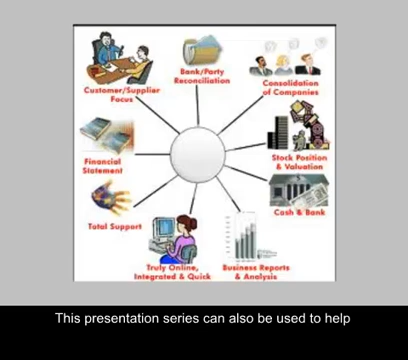 Bank/Party
Reconciliation
Customer/Supplier
Focus
Consolidation
of Companies
Financial
Statement
Stock Position
& Valuation
Total Support
Cash & Bank
Truly Online,
Integrated & Quick
Business Reports
& Analysis
This presentation series can also be used to help